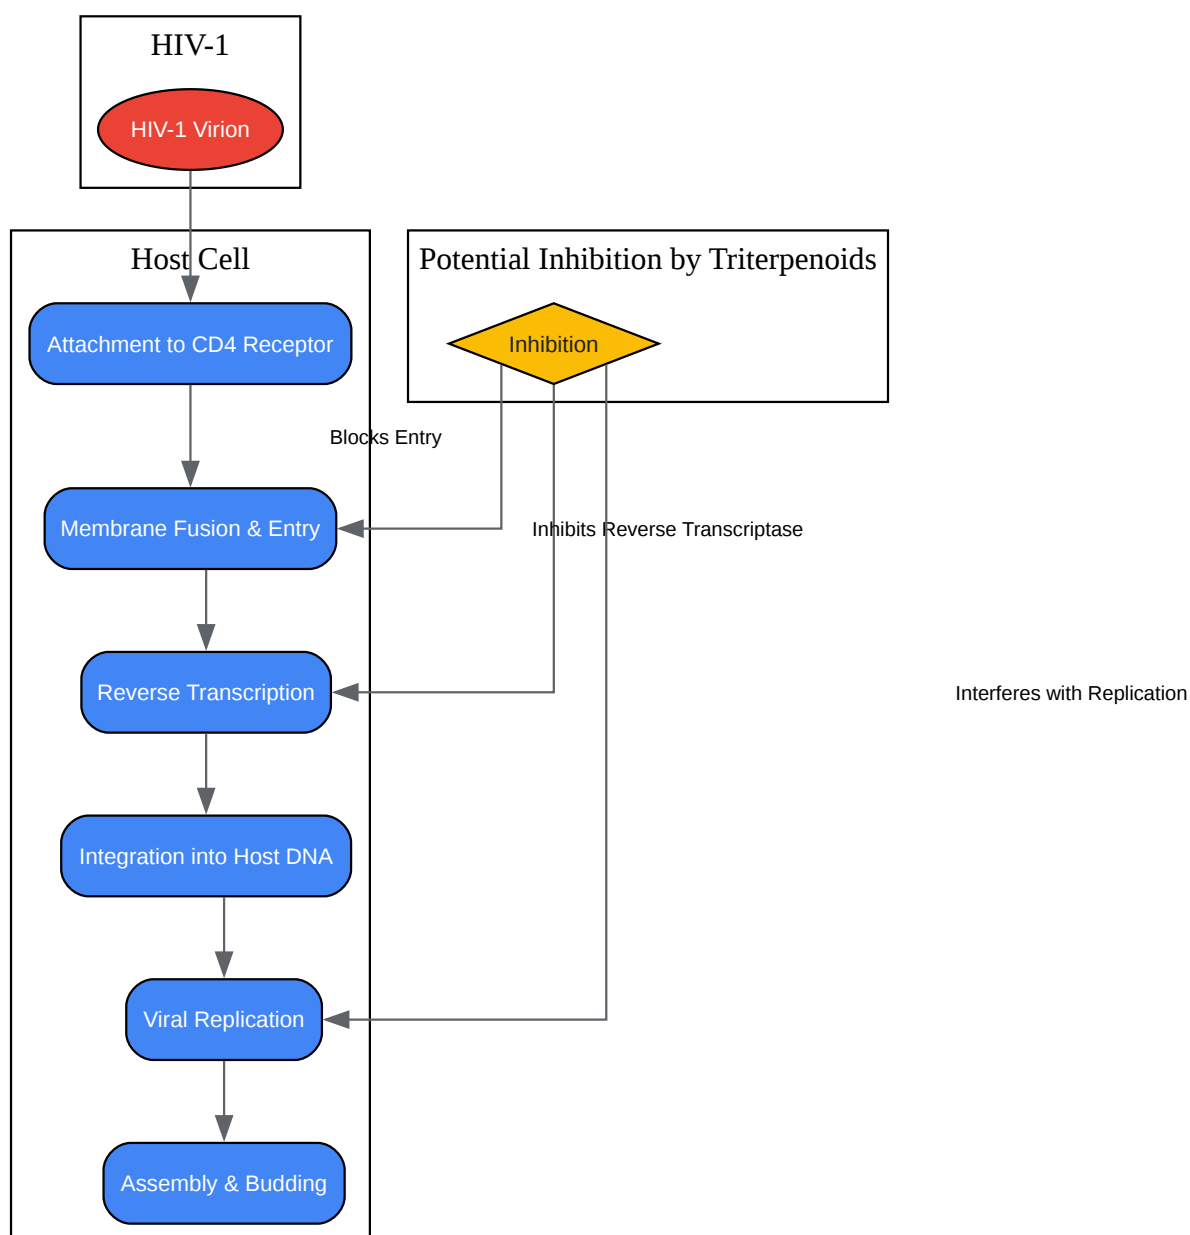 HIV-1
HIV-1 Virion
Host Cell
Potential Inhibition by Triterpenoids
Attachment to CD4 Receptor
Inhibition
Blocks Entry
Membrane Fusion & Entry
Inhibits Reverse Transcriptase
Reverse Transcription
Interferes with Replication
Integration into Host DNA
Viral Replication
Assembly & Budding